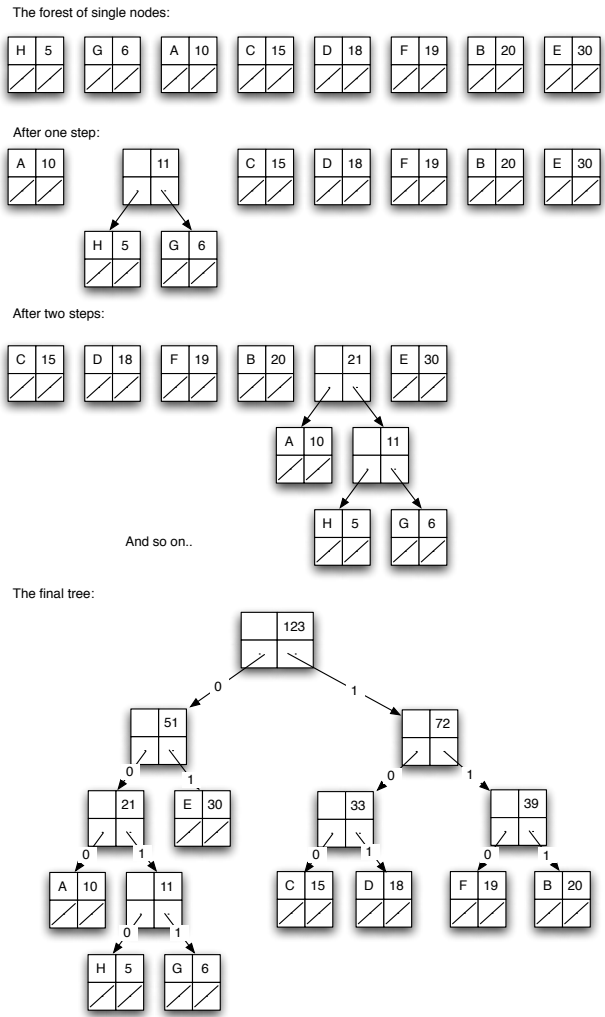 The forest of single nodes:
H 5 G 6 A 10 C 15 D 18 F 19 B 20 E 30
After one step:
A 10 11 C 15 D 18 F 19 B 20 E 30
H 5 G 6
After two steps:
C 15 D 18 F 19 B 20 21 E 30
A 10 11
H 5 G 6
And so on..
The final tree:
123
0 1
51 72
0 1 0 1
21 E 30 33 39
0 1 0 1 0 1
A 10 11 C 15 D 18 F 19 B 20
0 1
H 5 G 6